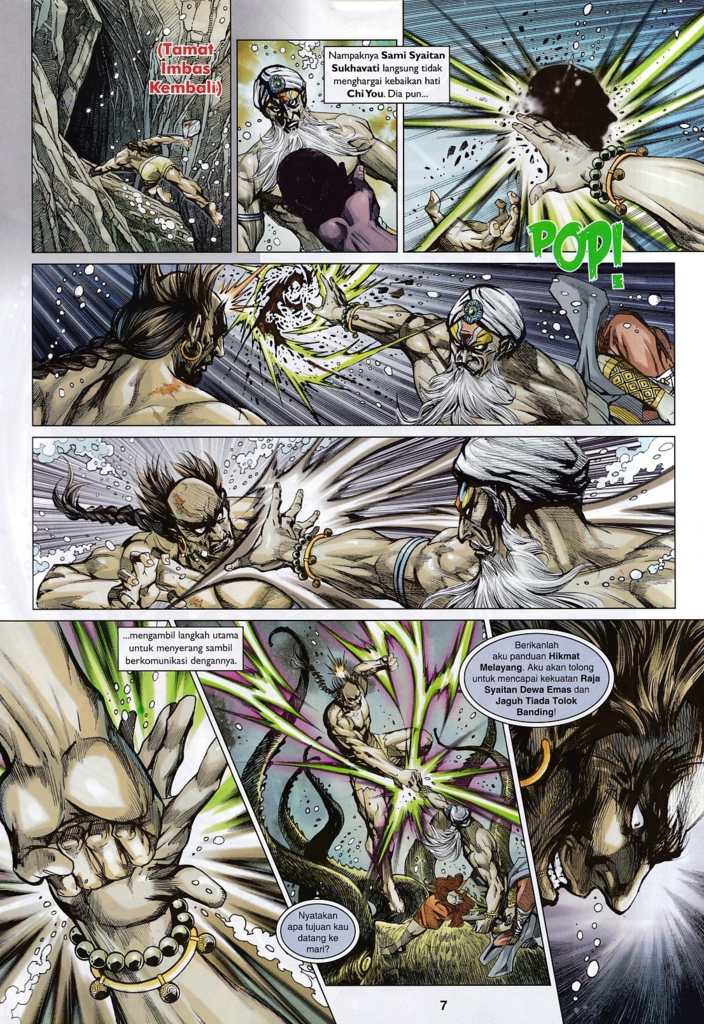 (Tamat
Imbas
Kembali)
Nampaknya Sami Syaitan
Sukhavati langsung tidak
menghargai kebaikan hati
Chi You. Dia pun...
POP!
...mengambil langkah utama
untuk menyerang sambil
berkomunikasi dengannya.
Nyatakan
apa tujuan kau
datang ke
mari?
Berikanlah
aku panduan Hikmat
Melayang. Aku akan tolong
untuk mencapai kekuatan Raja
Syaitan Dewa Emas dan
Jaguh Tiada Tolok
Banding!
7